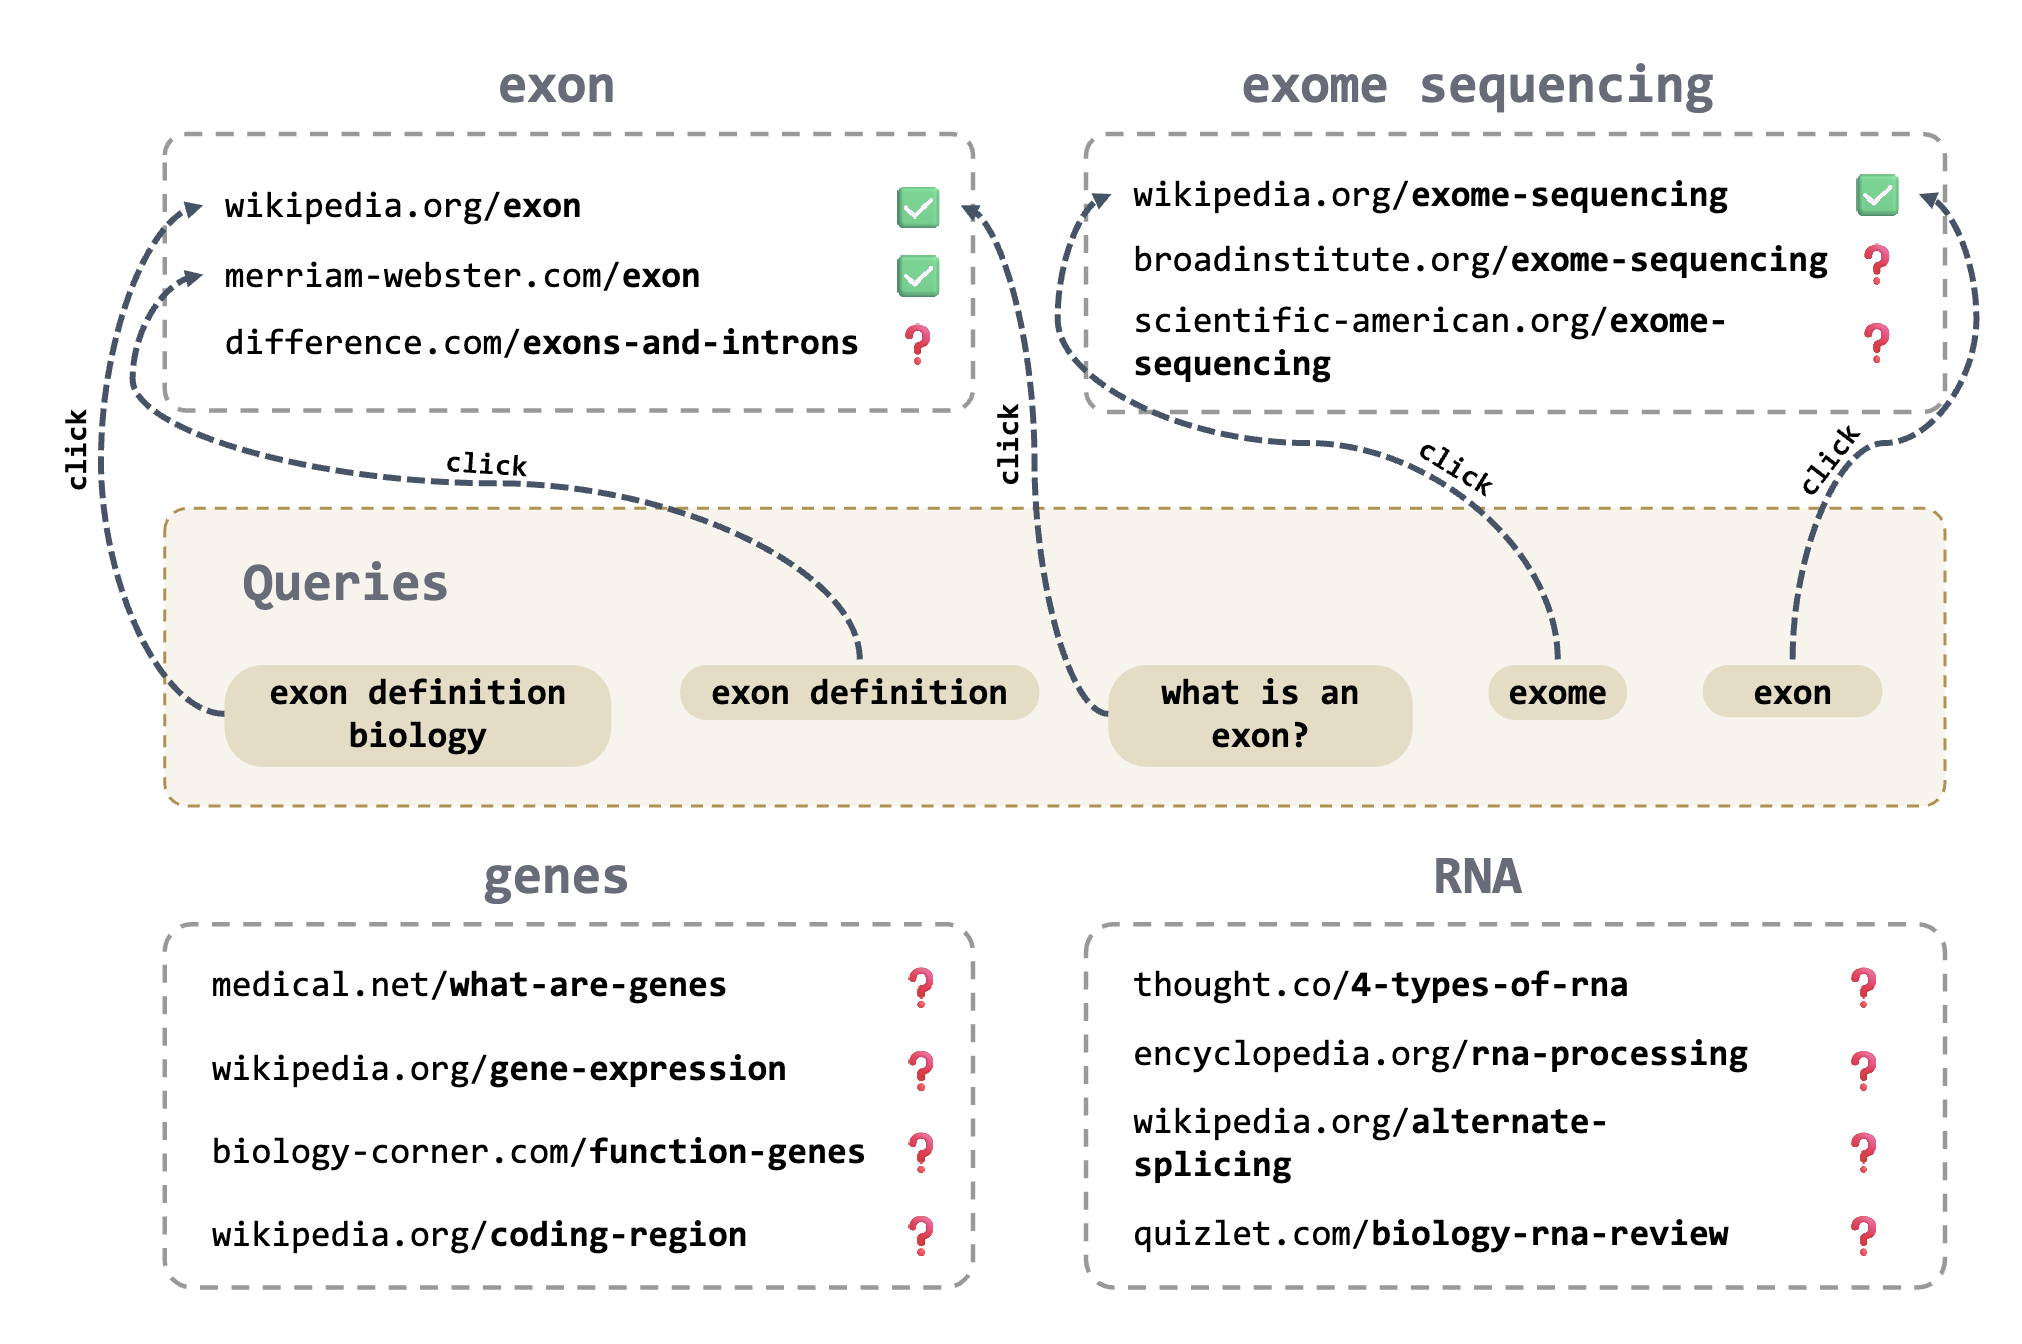 exon
wikipedia.org/exon
merriam-webster.com/exon
difference.com/exons-and-introns
exome sequencing
wikipedia.org/exome-sequencing
broadinstitute.org/exome-sequencing
scientific-american.org/exome-
sequencing
click
click
click
click
click
Queries
exon definition
biology
exon definition
what is an
exon?
exome
exon
genes
medical.net/what-are-genes
wikipedia.org/gene-expression
biology-corner.com/function-genes
wikipedia.org/coding-region
RNA
thought.co/4-types-of-rna
encyclopedia.org/rna-processing
wikipedia.org/alternate-
splicing
quizlet.com/biology-rna-review